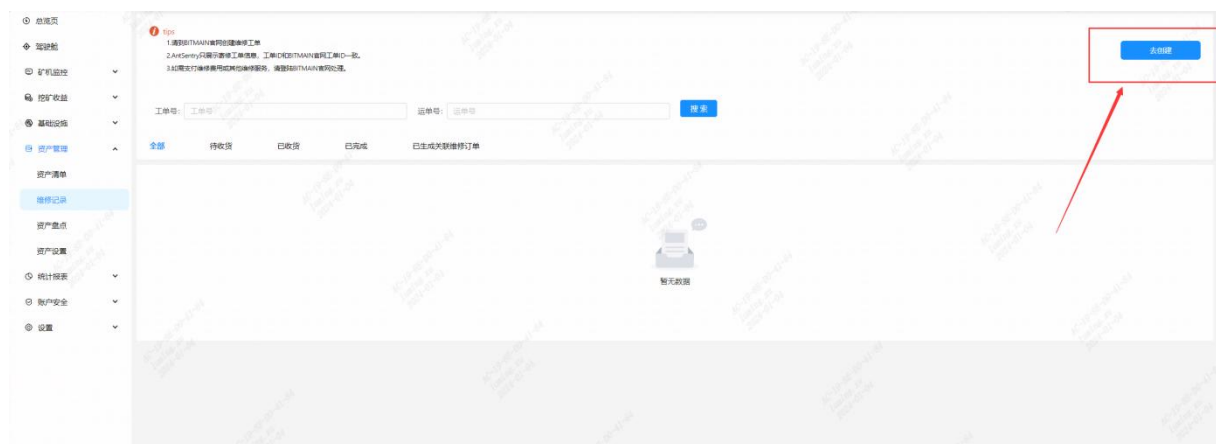 总览页
驾驶舱
矿机监控
挖矿收益
基础设施
资产管理
资产清单
维修记录
资产盘点
资产设置
统计报表
账户安全
设置
tips
1.请到BITMAIN官网创建维修工单
2.AntSentry只展示寄修工单信息，工单ID和BITMAIN官网工单ID一致。
3.如需支付维修费用或其他维修服务，请登陆BITMAIN官网处理。
去创建
工单号: 工单号 运单号: 运单号 搜索
全部 待收货 已收货 已完成 已生成关联维修订单
暂无数据